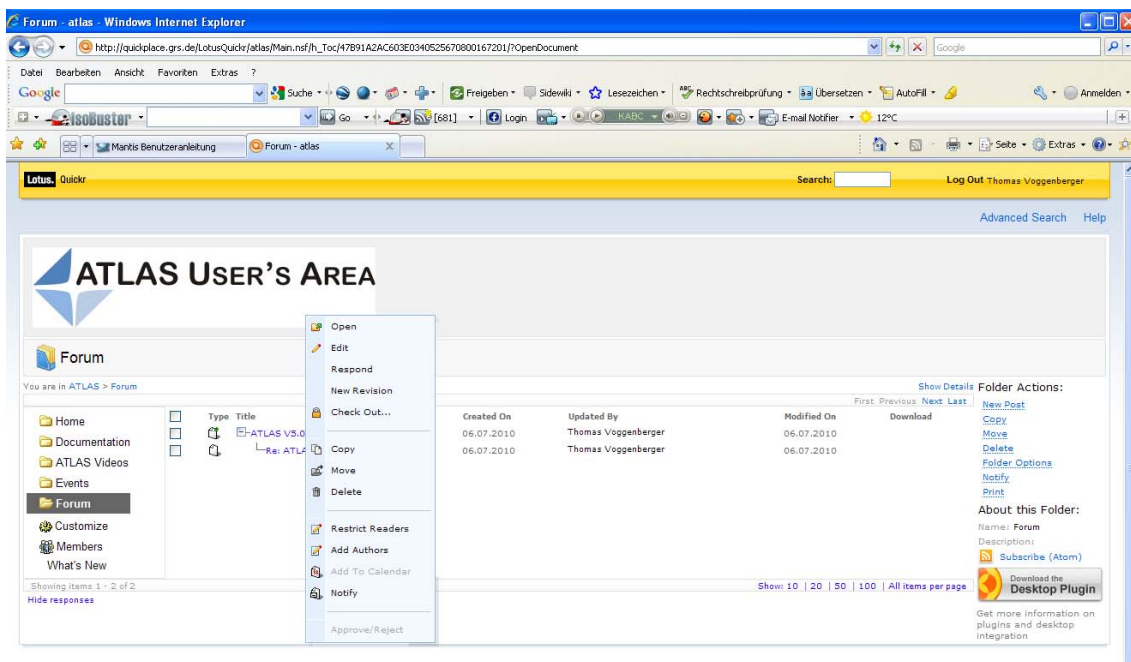 Forum - atlas - Windows Internet Explorer
http://quickplace.grs.de/LotusQuickr/atlas/Main.nsf/h_Toc/47B91A2AC603E0340525670800167201/?OpenDocument
Google
Datei Bearbeiten Ansicht Favoriten Extras ?
Google Suche Freigeben Sidewiki Lesezeichen Rechtschreibprüfung Übersetzen AutoFill Anmelden
IsoBuster Go [681] Login KABC E-mail Notifier 12°C
Mantis Benutzeranleitung Forum - atlas X Seite Extras
Lotus. Quickr Search: Log Out Thomas Voggenberger
Advanced Search Help
ATLAS USER'S AREA
Forum
You are in ATLAS > Forum
Show Details
First Previous Next Last
Home
Documentation
ATLAS Videos
Events
Forum
Customize
Members
What's New
Type Title Created On Updated By Modified On Download
ATLAS V5.0 06.07.2010 Thomas Voggenberger 06.07.2010
Re: ATLA 06.07.2010 Thomas Voggenberger 06.07.2010
Open
Edit
Respond
New Revision
Check Out...
Copy
Move
Delete
Restrict Readers
Add Authors
Add To Calendar
Notify
Approve/Reject
Showing items 1 - 2 of 2
Show: 10 | 20 | 50 | 100 | All items per page
Hide responses
Folder Actions:
New Post
Copy
Move
Delete
Folder Options
Notify
Print
About this Folder:
Name: Forum
Description:
Subscribe (Atom)
Download the
Desktop Plugin
Get more information on
plugins and desktop
integration